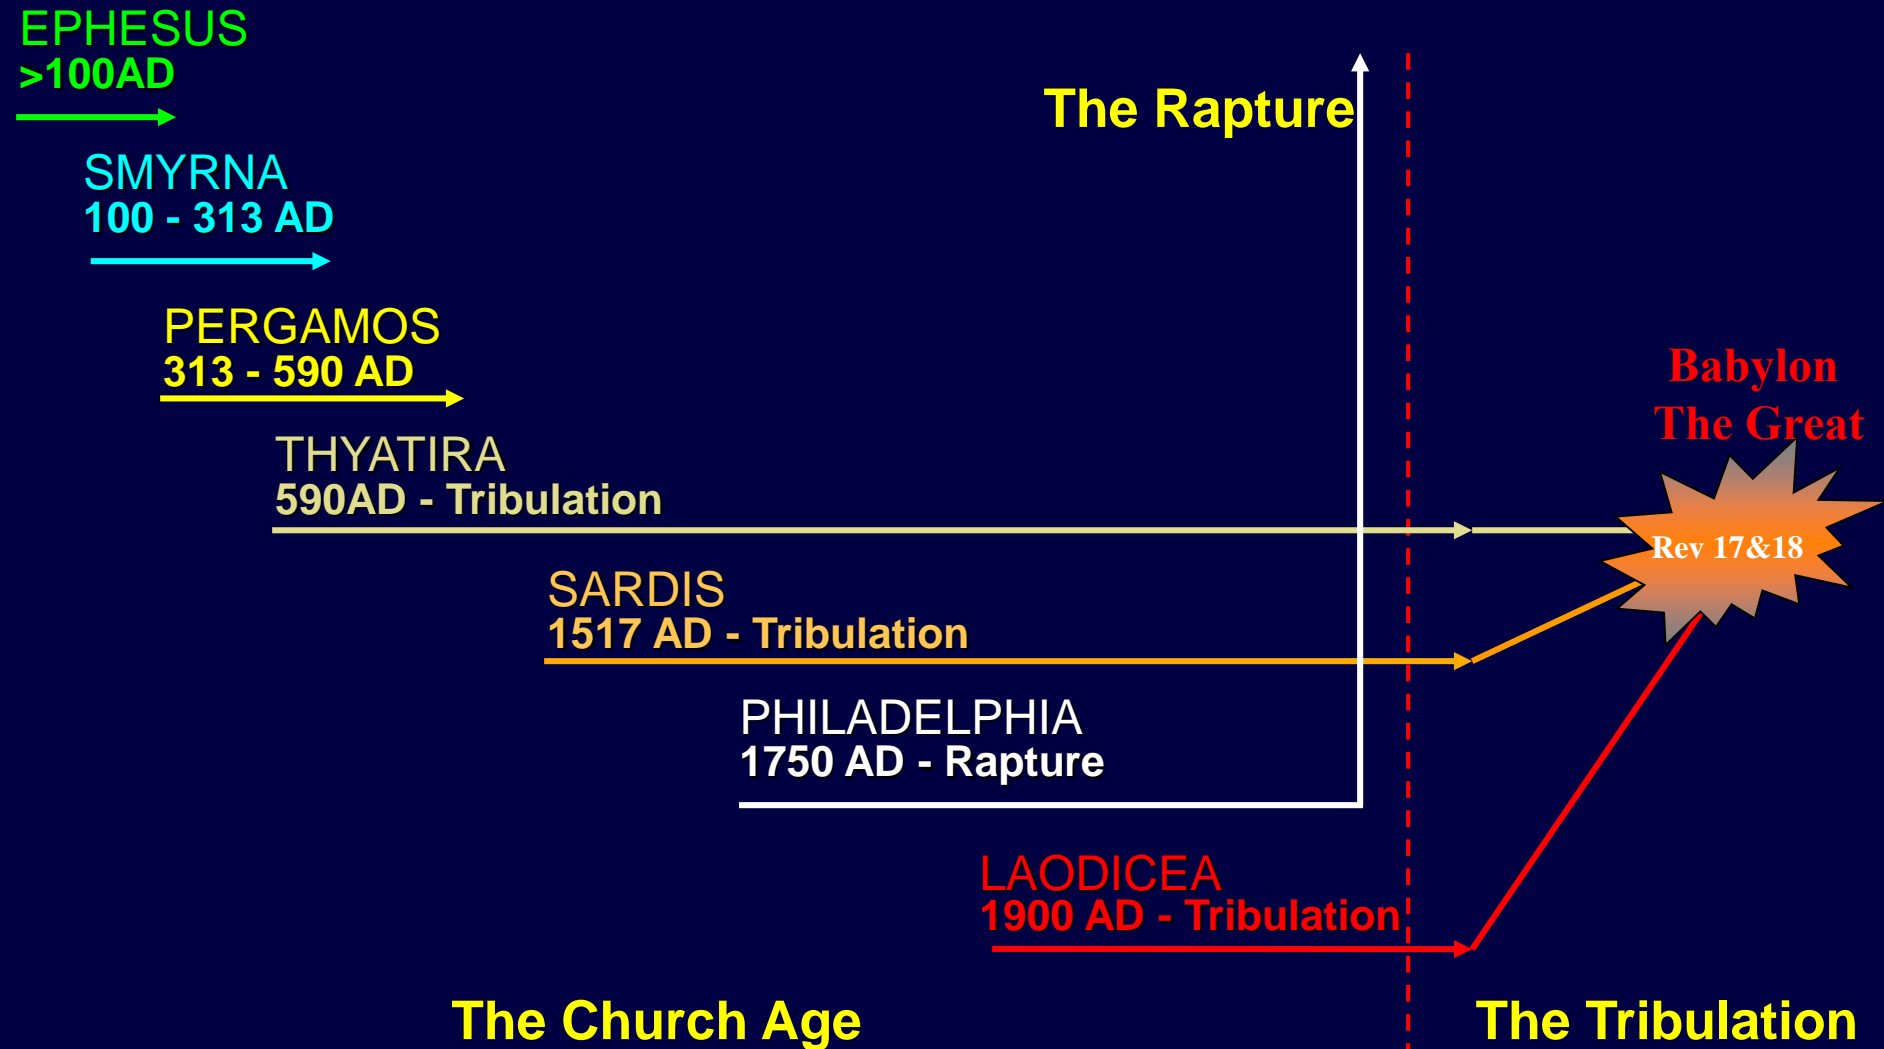 EPHESUS
>100AD
The Rapture
SMYRNA
100 - 313 AD
PERGAMOS
313 - 590 AD
Babylon
The Great
THYATIRA
590AD - Tribulation
Rev 17&18
SARDIS
1517 AD - Tribulation
PHILADELPHIA
1750 AD - Rapture
LAODICEA
1900 AD - Tribulation
The Church Age
The Tribulation